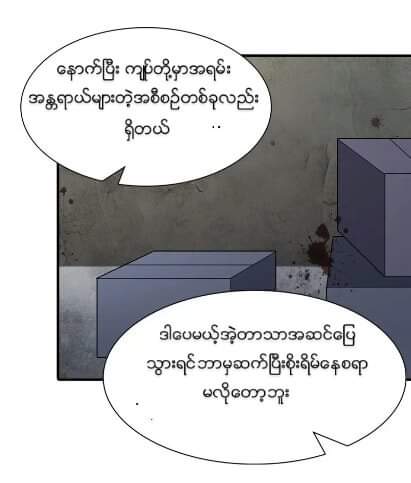 နောက်ပြီး ကျုပ်တို့မှာအရမ်း
အန္တရာယ်များတဲ့အစီစဉ်တစ်ခုလည်း
ရှိတယ် ..
ဒါပေမယ့်အဲ့တာသာအဆင်ပြေ
သွားရင်ဘာမှဆက်ပြီးစိုးရိမ်နေစရာ
မလိုတော့ဘူး